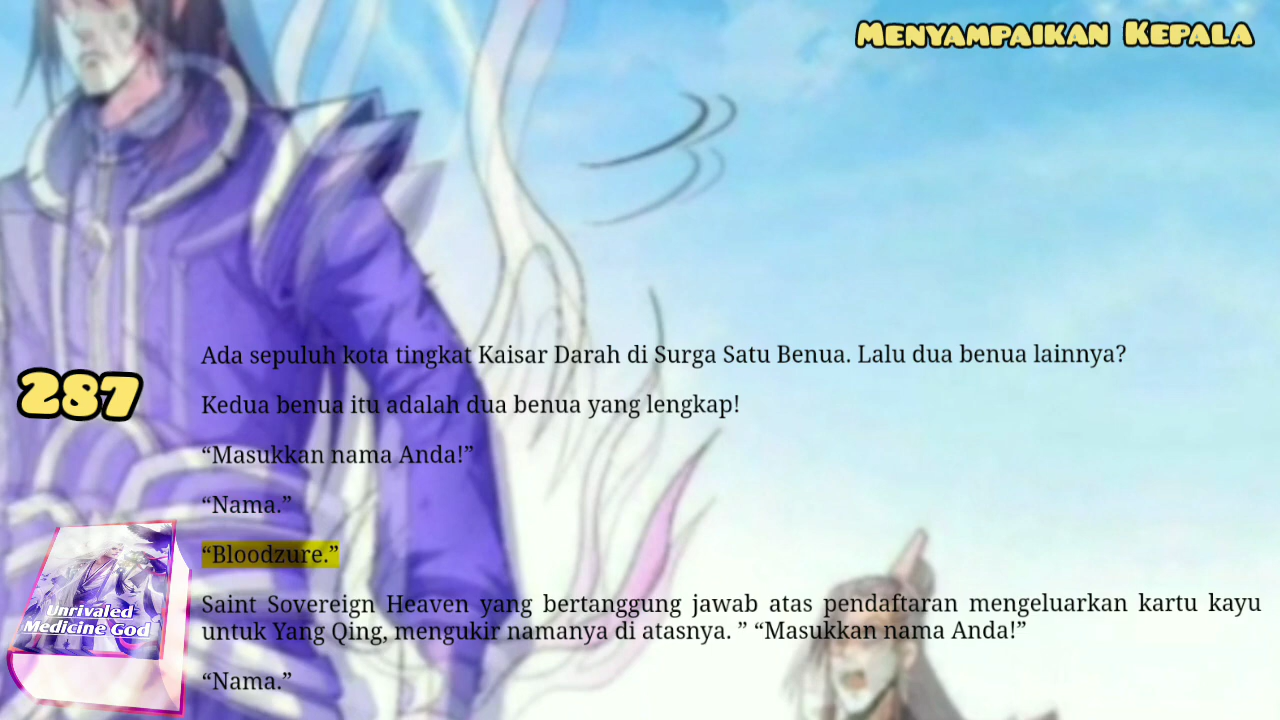 Menyampaikan Kepala
Ada sepuluh kota tingkat Kaisar Darah di Surga Satu Benua. Lalu dua benua lainnya?
287
Kedua benua itu adalah dua benua yang lengkap!
“Masukkan nama Anda!”
“Nama.”
“Bloodzure.”
Saint Sovereign Heaven yang bertanggung jawab atas pendaftaran mengeluarkan kartu kayu
untuk Yang Qing, mengukir namanya di atasnya. ” “Masukkan nama Anda!”
“Nama.”
Unrivaled
Medicine God